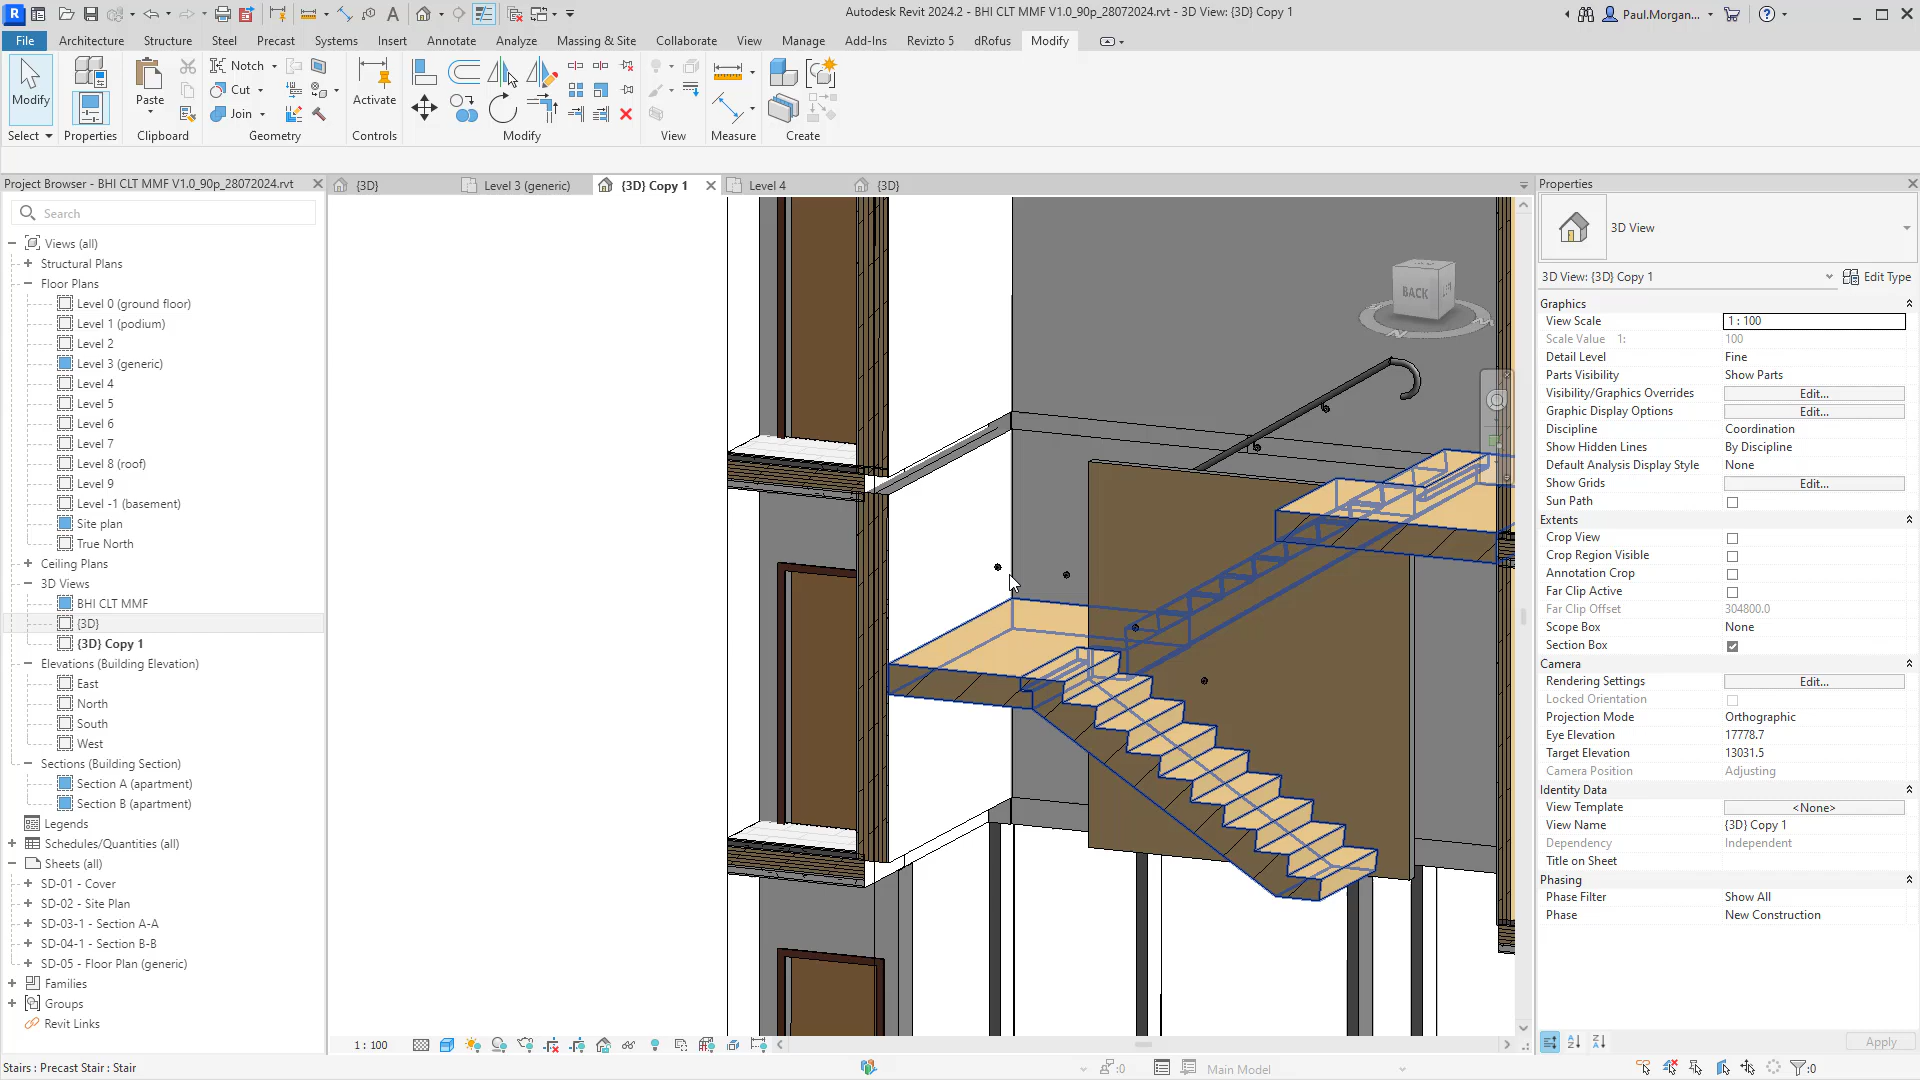 Autodesk Revit 2024.2 - BHI CLT MMF V1.0_90p_28072024.rvt - 3D View: {3D} Copy 1
Paul.Morgan...
File Architecture Structure Steel Precast Systems Insert Annotate Analyze Massing & Site Collaborate View Manage Add-Ins Revizto 5 dRofus Modify
Modify
Paste
Notch
Cut
Join
Activate
Select Properties Clipboard Geometry Controls Modify View Measure Create
Project Browser - BHI CLT MMF V1.0_90p_28072024.rvt
Search
Views (all)
Structural Plans
Floor Plans
Level 0 (ground floor)
Level 1 (podium)
Level 2
Level 3 (generic)
Level 4
Level 5
Level 6
Level 7
Level 8 (roof)
Level 9
Level -1 (basement)
Site plan
True North
Ceiling Plans
3D Views
BHI CLT MMF
{3D}
{3D} Copy 1
Elevations (Building Elevation)
East
North
South
West
Sections (Building Section)
Section A (apartment)
Section B (apartment)
Legends
Schedules/Quantities (all)
Sheets (all)
SD-01 - Cover
SD-02 - Site Plan
SD-03-1 - Section A-A
SD-04-1 - Section B-B
SD-05 - Floor Plan (generic)
Families
Groups
Revit Links
{3D} Level 3 (generic) {3D} Copy 1 Level 4 {3D}
BACK
1 : 100
Properties
3D View
3D View: {3D} Copy 1 Edit Type
Graphics
View Scale 1 : 100
Scale Value 1: 100
Detail Level Fine
Parts Visibility Show Parts
Visibility/Graphics Overrides Edit...
Graphic Display Options Edit...
Discipline Coordination
Show Hidden Lines By Discipline
Default Analysis Display Style None
Show Grids Edit...
Sun Path
Extents
Crop View
Crop Region Visible
Annotation Crop
Far Clip Active
Far Clip Offset 304800.0
Scope Box None
Section Box
Camera
Rendering Settings Edit...
Locked Orientation
Projection Mode Orthographic
Eye Elevation 17778.7
Target Elevation 13031.5
Camera Position Adjusting
Identity Data
View Template <None>
View Name {3D} Copy 1
Dependency Independent
Title on Sheet
Phasing
Phase Filter Show All
Phase New Construction
Apply
Stairs : Precast Stair : Stair
:0
Main Model
:0